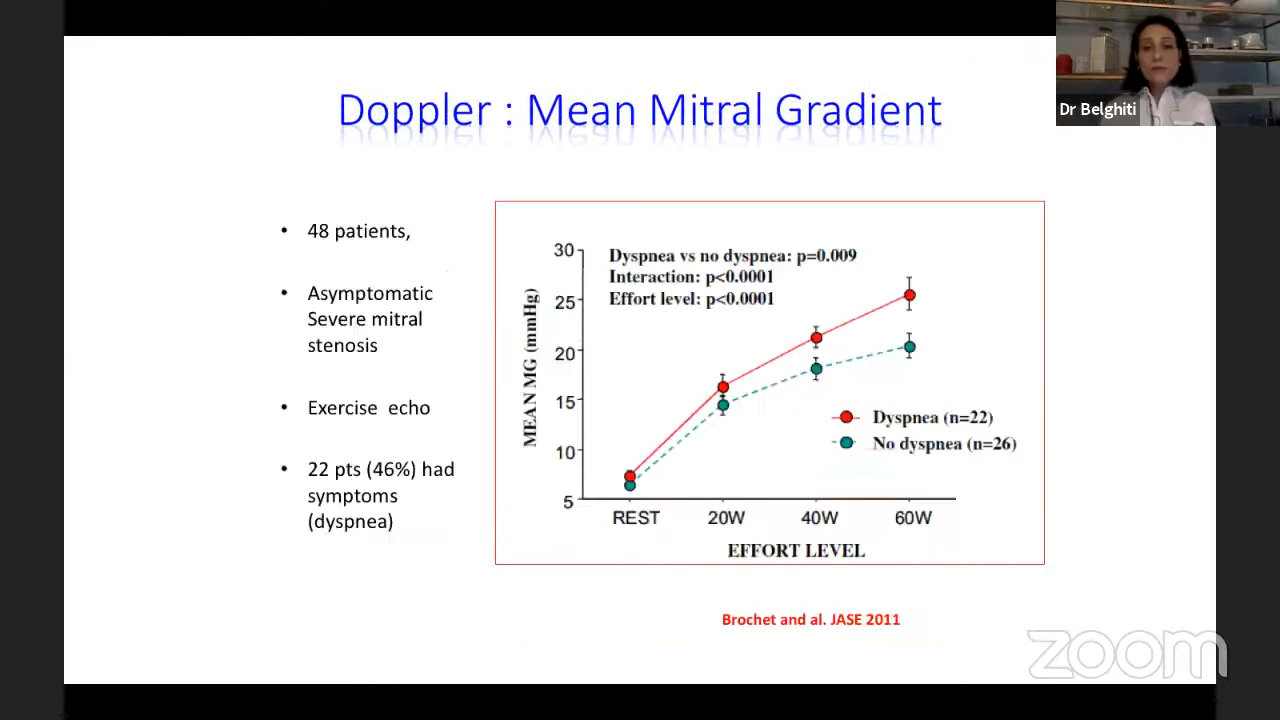 Doppler : Mean Mitral Gradient
Dr Belghiti
• 48 patients,
• Asymptomatic
Severe mitral
stenosis
• Exercise echo
• 22 pts (46%) had
symptoms
(dyspnea)
MEAN MG (mmHg)
30
25
20
15
10
5
Dyspnea vs no dyspnea: p=0.009
Interaction: p<0.0001
Effort level: p<0.0001
Dyspnea (n=22)
No dyspnea (n=26)
REST 20W 40W 60W
EFFORT LEVEL
Brochet and al. JASE 2011
zoom